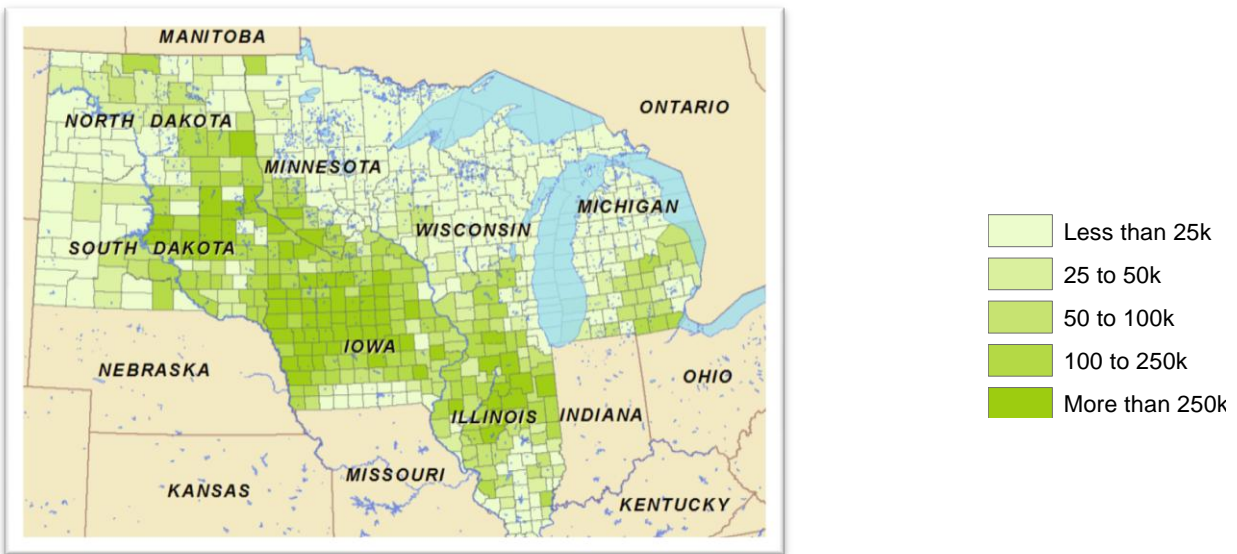 MANITOBA
ONTARIO
NORTH DAKOTA
MINNESOTA
MICHIGAN
WISCONSIN
SOUTH DAKOTA
IOWA
NEBRASKA
OHIO
ILLINOIS
INDIANA
MISSOURI
KANSAS
KENTUCKY
Less than 25k
25 to 50k
50 to 100k
100 to 250k
More than 250k